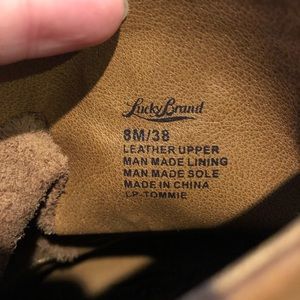 Lucky Brand
8M/38
LEATHER UPPER
MAN MADE LINING
MAN MADE SOLE
MADE IN CHINA
LP-TOMMIE